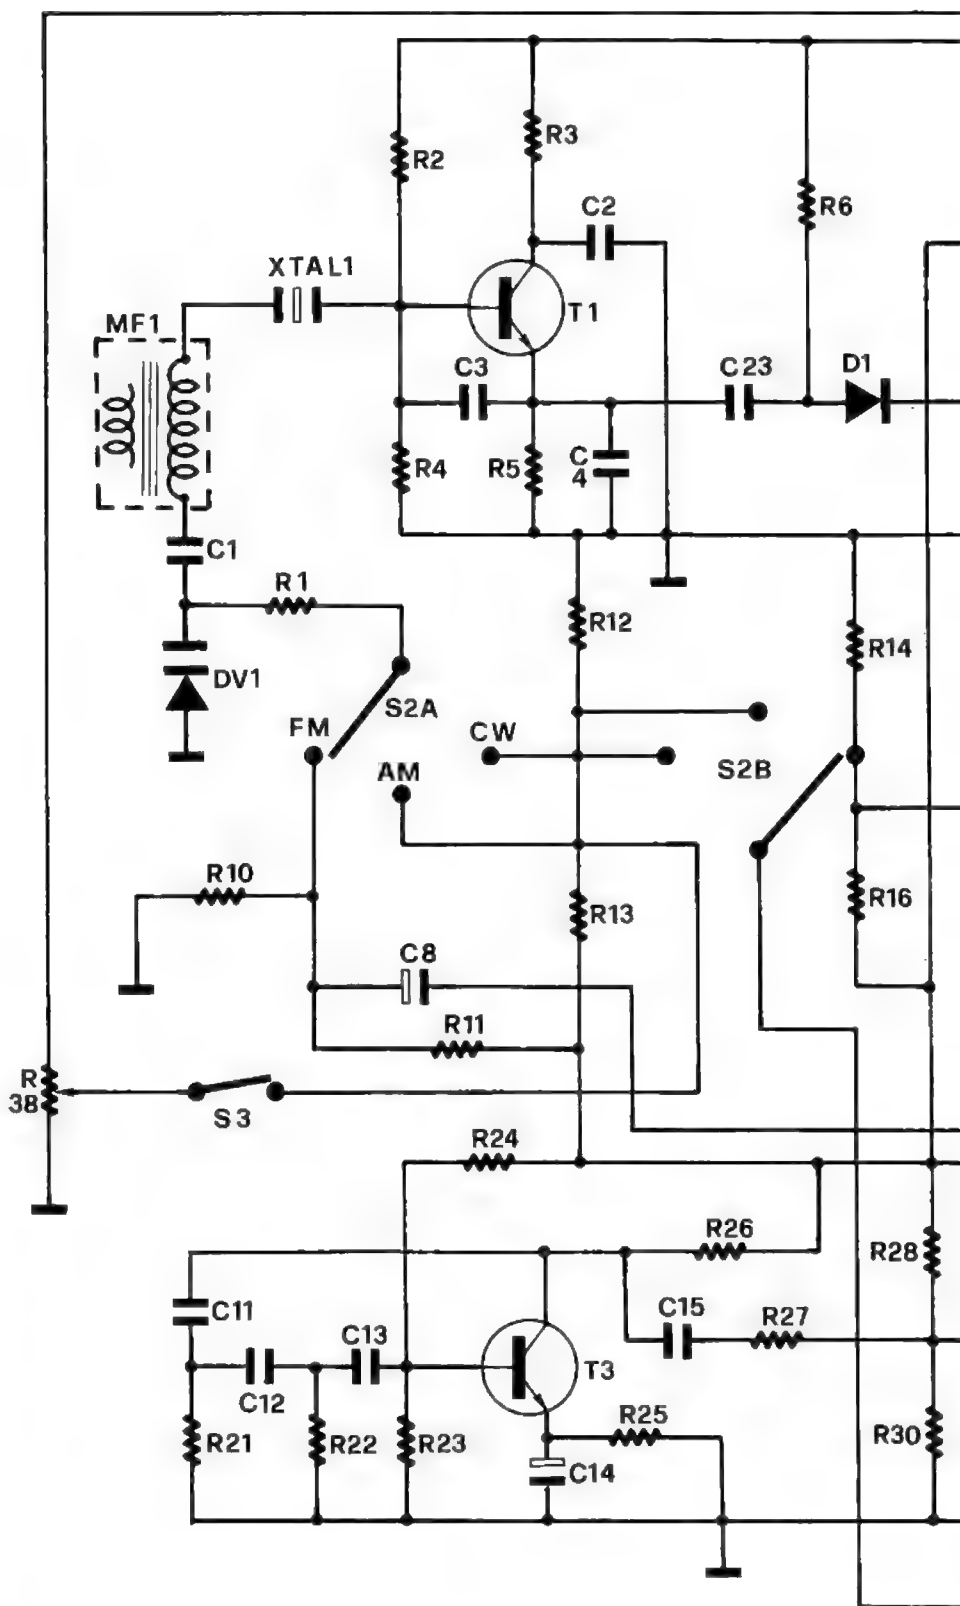 R2
R3
R6
C2
XTAL1
T1
MF1
C3
C23
D1
R4
R5
C
4
C1
R1
R12
R14
DV1
S2A
FM
CW
S2B
AM
R10
R13
R16
C8
R11
R
38
S3
R24
R26
R28
C11
C15
R27
C13
C12
T3
R25
R21
R22
R23
C14
R30